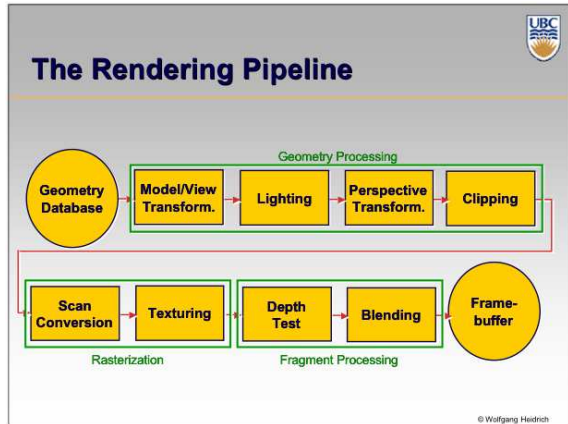 UBC
The Rendering Pipeline
Geometry Processing
Geometry
Database
Model/View
Transform.
Lighting
Perspective
Transform.
Clipping
Scan
Conversion
Texturing
Depth
Test
Blending
Frame-
buffer
Rasterization
Fragment Processing
© Wolfgang Heidrich